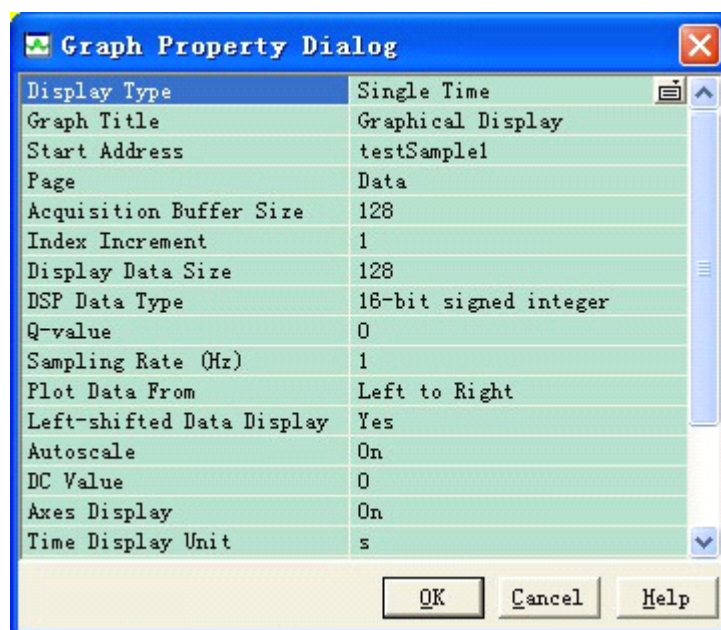 Graph Property Dialog
Display Type Single Time
Graph Title Graphical Display
Start Address testSample1
Page Data
Acquisition Buffer Size 128
Index Increment 1
Display Data Size 128
DSP Data Type 16-bit signed integer
Q-value 0
Sampling Rate (Hz) 1
Plot Data From Left to Right
Left-shifted Data Display Yes
Autoscale On
DC Value 0
Axes Display On
Time Display Unit s
OK Cancel Help